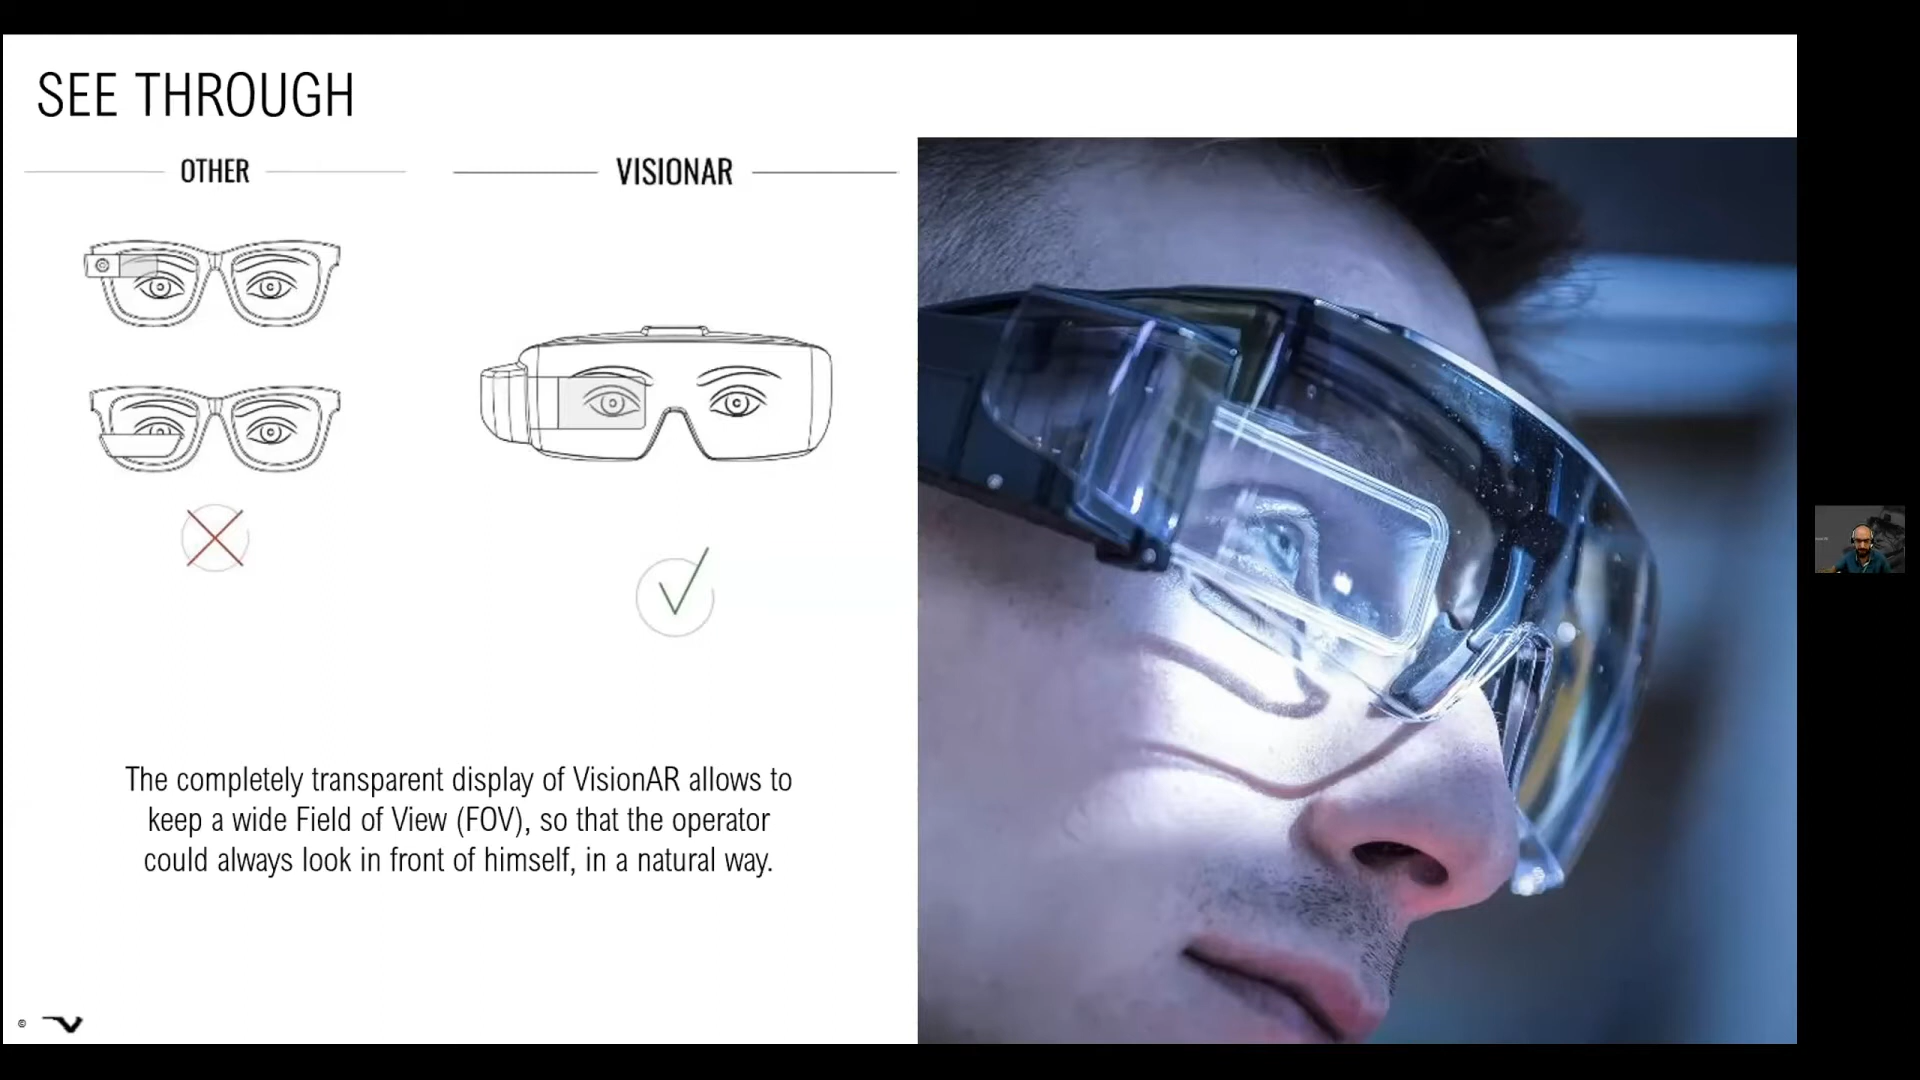 SEE THROUGH
OTHER
VISIONAR
The completely transparent display of VisionAR allows to
keep a wide Field of View (FOV), so that the operator
could always look in front of himself, in a natural way.
©